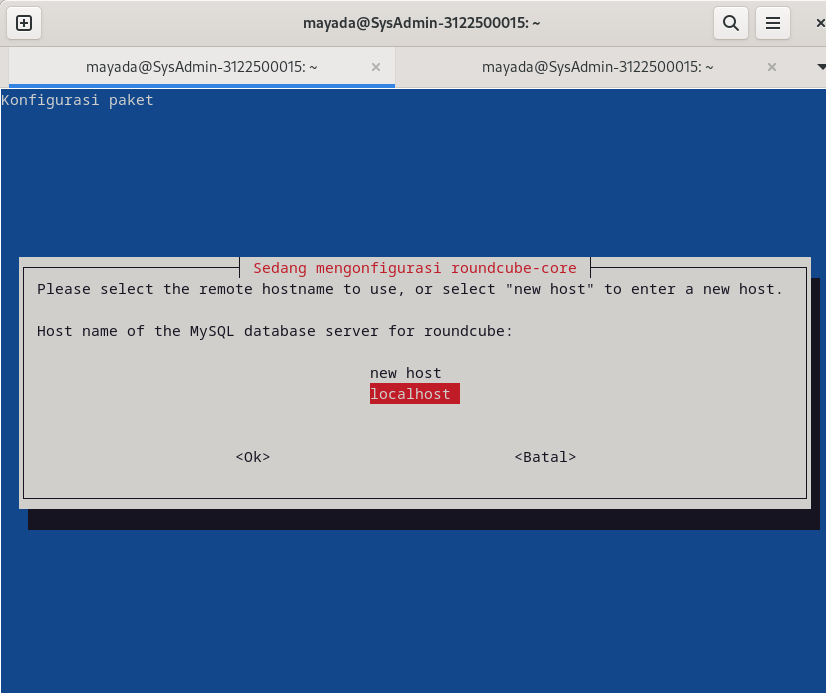 mayada@SysAdmin-3122500015: ~
mayada@SysAdmin-3122500015: ~
mayada@SysAdmin-3122500015: ~
Konfigurasi paket
Sedang mengonfigurasi roundcube-core
Please select the remote hostname to use, or select "new host" to enter a new host.
Host name of the MySQL database server for roundcube:
new host
localhost
<Ok> <Batal>